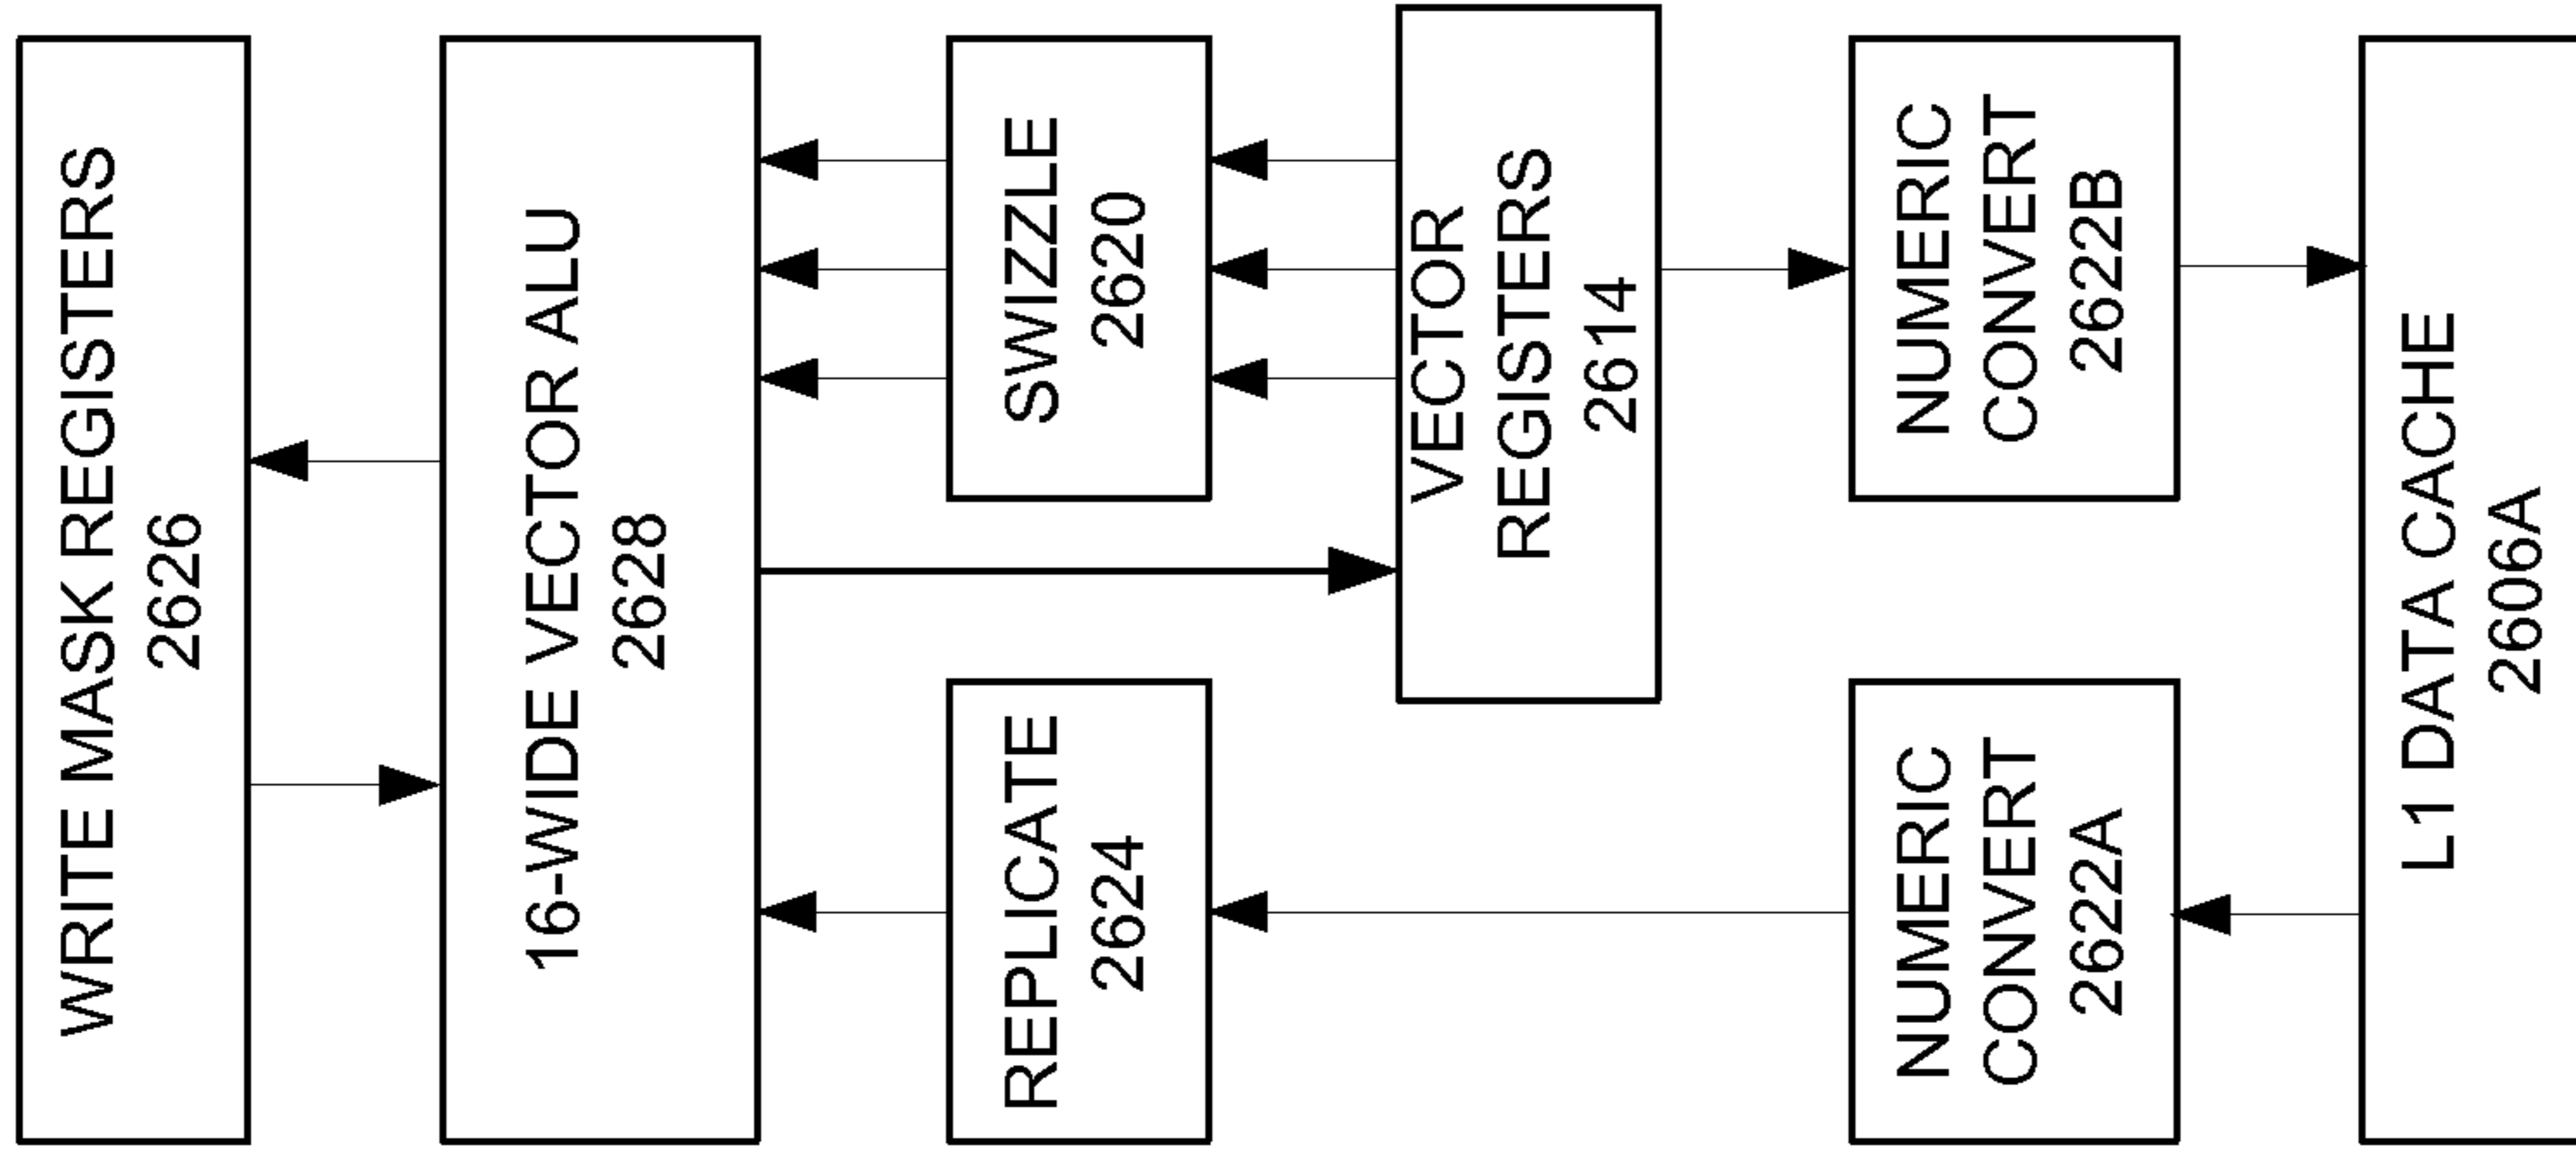 WRITE MASK REGISTERS
2626
16-WIDE VECTOR ALU
2628
REPLICATE
2624
SWIZZLE
2620
VECTOR
REGISTERS
2614
NUMERIC
CONVERT
2622A
NUMERIC
CONVERT
2622B
L1 DATA CACHE
2606A